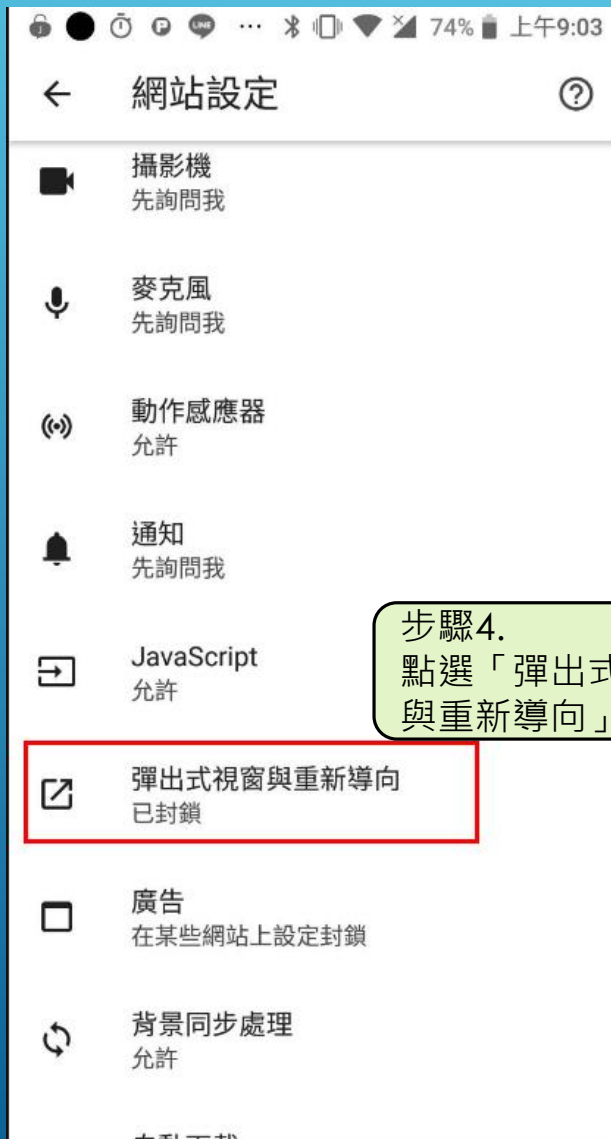 LINE
74%
上午9:03
網站設定
攝影機
先詢問我
麥克風
先詢問我
動作感應器
允許
通知
先詢問我
JavaScript
允許
步驟4.
點選「彈出式
與重新導向」
彈出式視窗與重新導向
已封鎖
廣告
在某些網站上設定封鎖
背景同步處理
允許